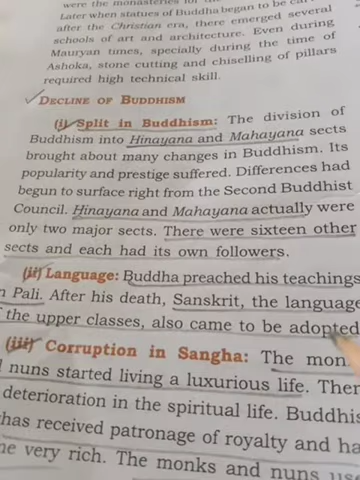 were the monasteries for
Later when statues of Buddha began to be
after the Christian era, there emerged several
schools of art and architecture. Even during
Mauryan times, specially during the time of
Ashoka, stone cutting and chiselling of pillars
required high technical skill.
DECLINE OF BUDDHISM
(i) Split in Buddhism: The division of
Buddhism into Hinayana and Mahayana sects
brought about many changes in Buddhism. Its
popularity and prestige suffered. Differences had
begun to surface right from the Second Buddhist
Council. Hinayana and Mahayana actually were
only two major sects. There were sixteen other
sects and each had its own followers.
(ii) Language: Buddha preached his teachings
n Pali. After his death, Sanskrit, the language
f the upper classes, also came to be adopted
(iii) Corruption in Sangha: The mon
nuns started living a luxurious life. Ther
deterioration in the spiritual life. Buddhis
has received patronage of royalty and ha
me very rich. The monks and nuns use